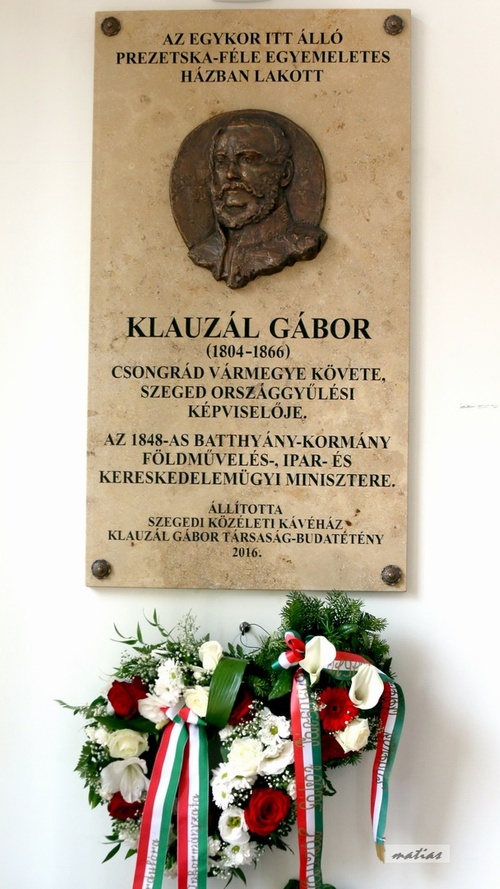 AZ EGYKOR ITT ÁLLÓ
PREZETSKA-FÉLE EGYEMELETES
HÁZBAN LAKOTT
KLAUZÁL GÁBOR
(1804-1866)
CSONGRÁD VÁRMEGYE KÖVETE,
SZEGED ORSZÁGGYŰLÉSI
KÉPVISELŐJE.
AZ 1848-AS BATTHYÁNY-KORMÁNY
FÖLDMŰVELÉS-, IPAR- ÉS
KERESKEDELEMÜGYI MINISZTERE.
ÁLLÍTOTTA
SZEGEDI KÖZÉLETI KÁVÉHÁZ
KLAUZÁL GÁBOR TÁRSASÁG-BUDATÉTÉNY
2016.
matias